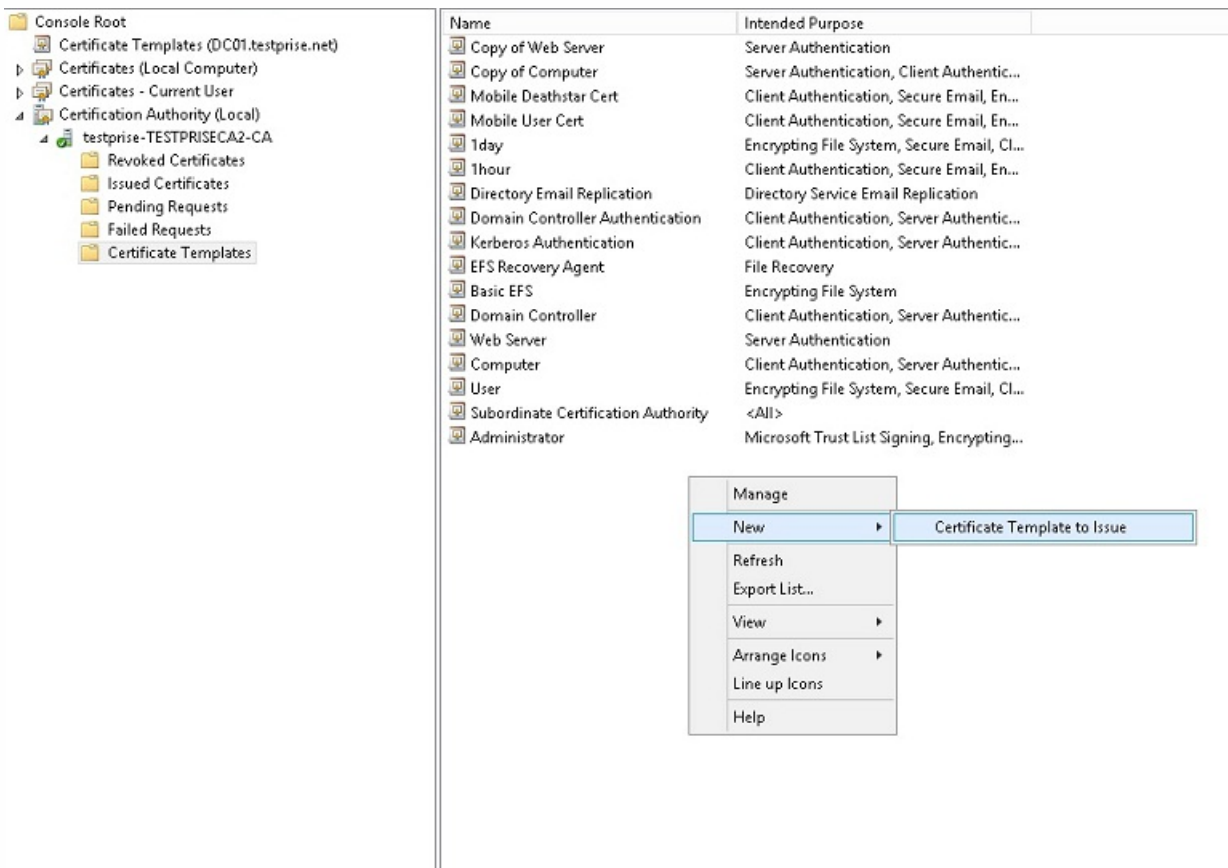 Console Root
Certificate Templates (DC01.testprise.net)
Certificates (Local Computer)
Certificates - Current User
Certification Authority (Local)
testprise-TESTPRISECA2-CA
Revoked Certificates
Issued Certificates
Pending Requests
Failed Requests
Certificate Templates
Name Intended Purpose
Copy of Web Server Server Authentication
Copy of Computer Server Authentication, Client Authentic...
Mobile Deathstar Cert Client Authentication, Secure Email, En...
Mobile User Cert Client Authentication, Secure Email, En...
1day Encrypting File System, Secure Email, Cl...
1hour Client Authentication, Secure Email, En...
Directory Email Replication Directory Service Email Replication
Domain Controller Authentication Client Authentication, Server Authentic...
Kerberos Authentication Client Authentication, Server Authentic...
EFS Recovery Agent File Recovery
Basic EFS Encrypting File System
Domain Controller Client Authentication, Server Authentic...
Web Server Server Authentication
Computer Client Authentication, Server Authentic...
User Encrypting File System, Secure Email, Cl...
Subordinate Certification Authority <All>
Administrator Microsoft Trust List Signing, Encrypting...
Manage
New Certificate Template to Issue
Refresh
Export List...
View
Arrange Icons
Line up Icons
Help